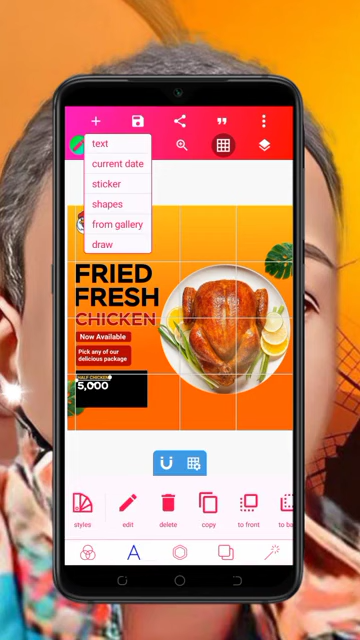 text
current date
sticker
shapes
from gallery
draw
FRIED
FRESH
CHICKEN
Now Available
Pick any of our
delicious package
HALF CHICKEN
5,000
styles
edit
delete
copy
to front
to ba